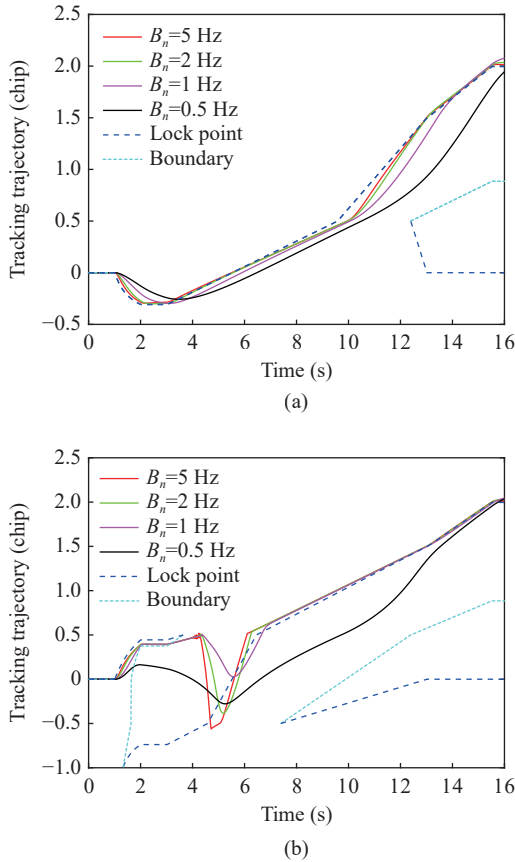 2.5
2.0
1.5
1.0
0.5
0
−0.5
Tracking trajectory (chip)
Bn=5 Hz
Bn=2 Hz
Bn=1 Hz
Bn=0.5 Hz
Lock point
Boundary
0 2 4 6 8 10 12 14 16
Time (s)
(a)
2.5
2.0
1.5
1.0
0.5
0
−0.5
−1.0
Tracking trajectory (chip)
Bn=5 Hz
Bn=2 Hz
Bn=1 Hz
Bn=0.5 Hz
Lock point
Boundary
0 2 4 6 8 10 12 14 16
Time (s)
(b)